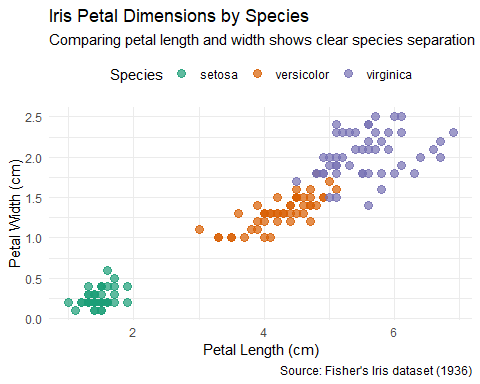 Iris Petal Dimensions by Species
Comparing petal length and width shows clear species separation
Species setosa versicolor virginica
2.5
2.0
1.5
1.0
0.5
0.0
Petal Width (cm)
2 4 6
Petal Length (cm)
Source: Fisher's Iris dataset (1936)